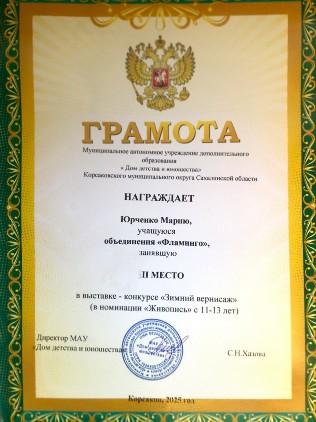 ГРАМОТА
Муниципальное автономное учреждение дополнительного
образования
« Дом детства и юношества»
Корсаковского муниципального округа Сахалинской области
НАГРАЖДАЕТ
Юрченко Марию,
учащуюся
объединения «Фламинго»,
занявшую
II МЕСТО
в выставке - конкурсе «Зимний вернисаж»
(в номинации «Живопись» с 11-13 лет)
Директор МАУ
«Дом детства и юношества»
С.Н.Хазова
Корсаков, 2025 год